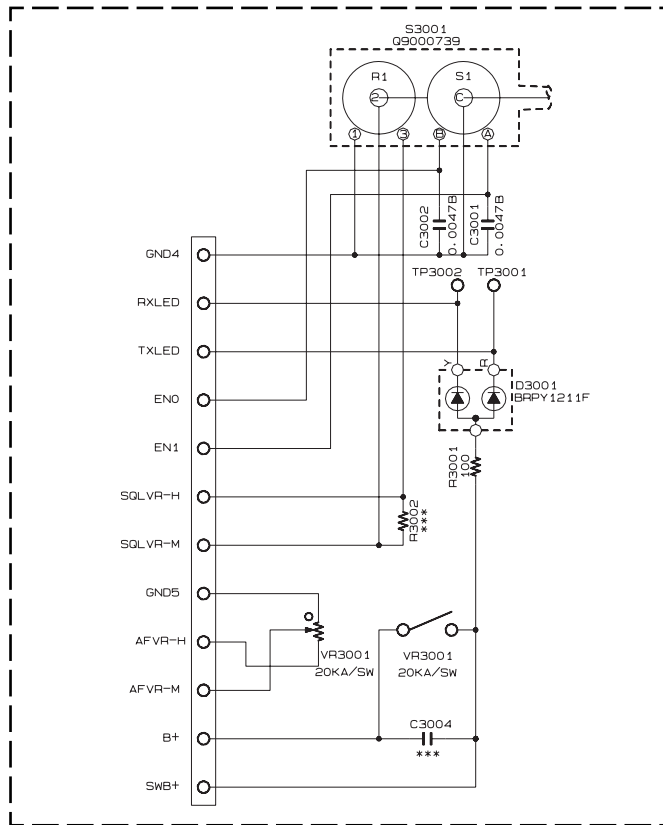 S3001
Q9000739
R1
S1
2
C
1
3
B
A
C3002
0.0047B
C3001
0.0047B
GND4
TP3002
TP3001
RXLED
TXLED
Y
R
D3001
BRPY1211F
EN0
EN1
R3001
100
SQLVR-H
R3002
***
SQLVR-M
GND5
AFVR-H
VR3001
20KA/SW
VR3001
20KA/SW
AFVR-M
C3004
***
B+
SWB+